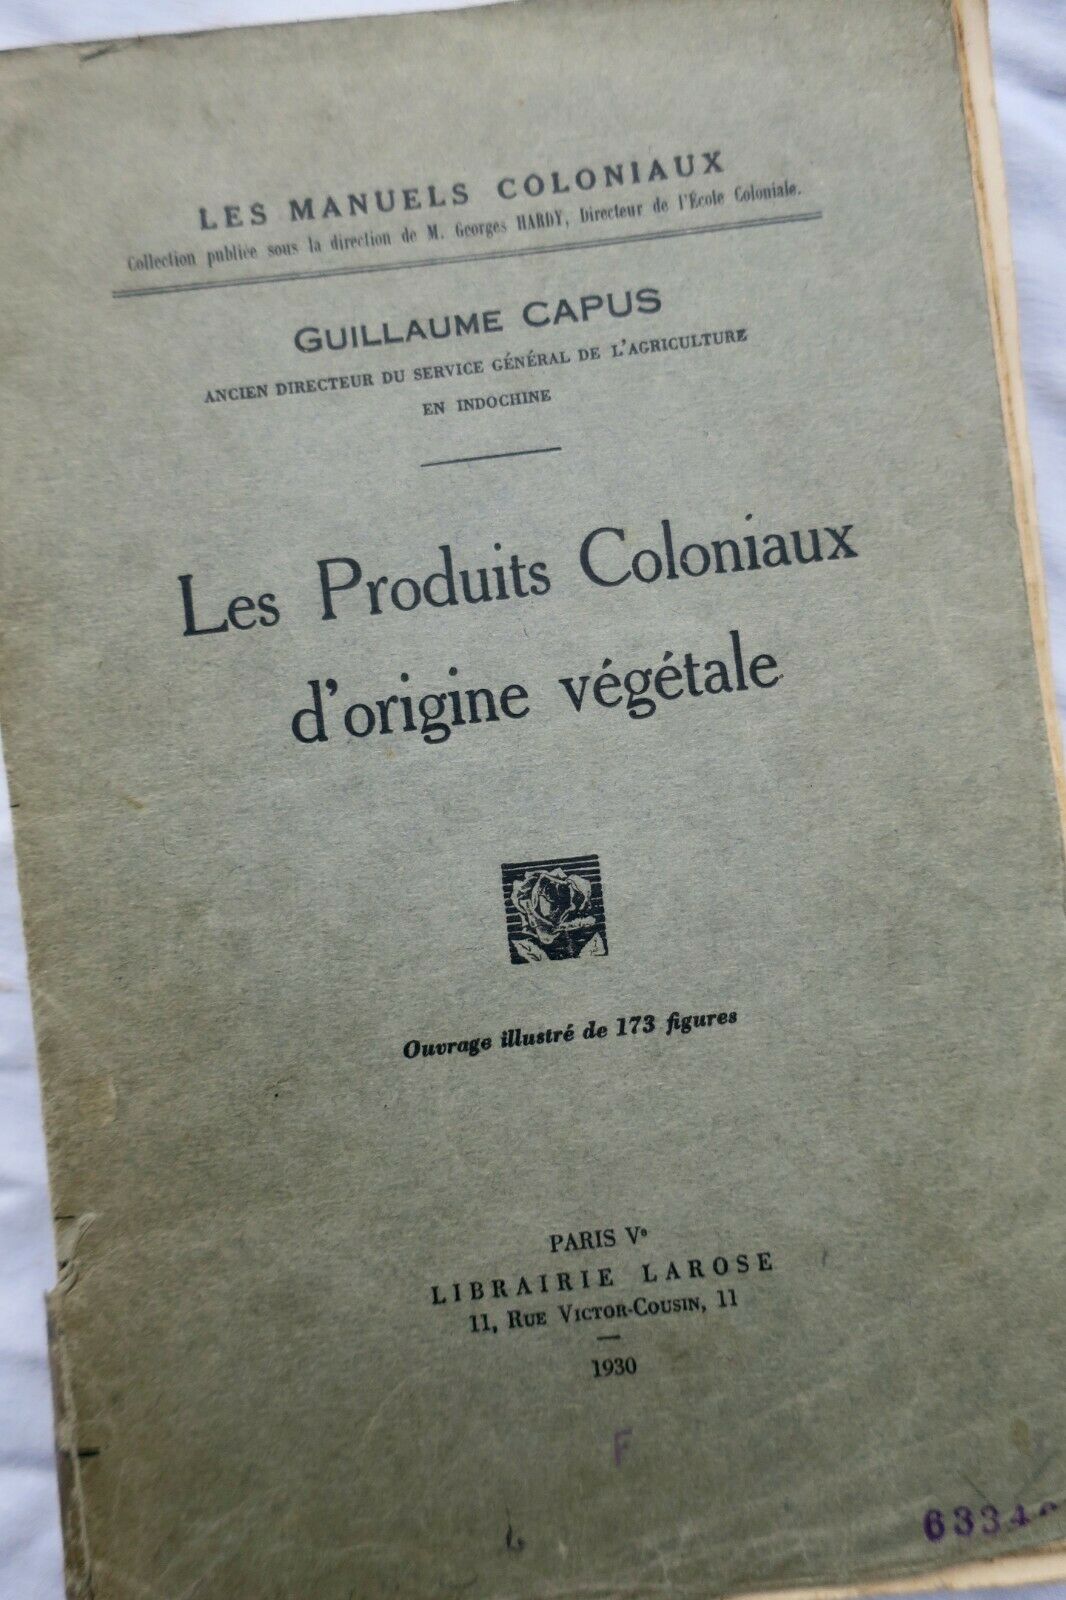 LES MANUELS COLONIAUX
Collection publiée sous la direction de M. Georges HARDY, Directeur de l'École Coloniale.
GUILLAUME CAPUS
ANCIEN DIRECTEUR DU SERVICE GÉNÉRAL DE L'AGRICULTURE
EN INDOCHINE
Les Produits Coloniaux
d'origine végétale
Ouvrage illustré de 173 figures
PARIS Ve
LIBRAIRIE LAROSE
11, RUE VICTOR-COUSIN, 11
1930
F